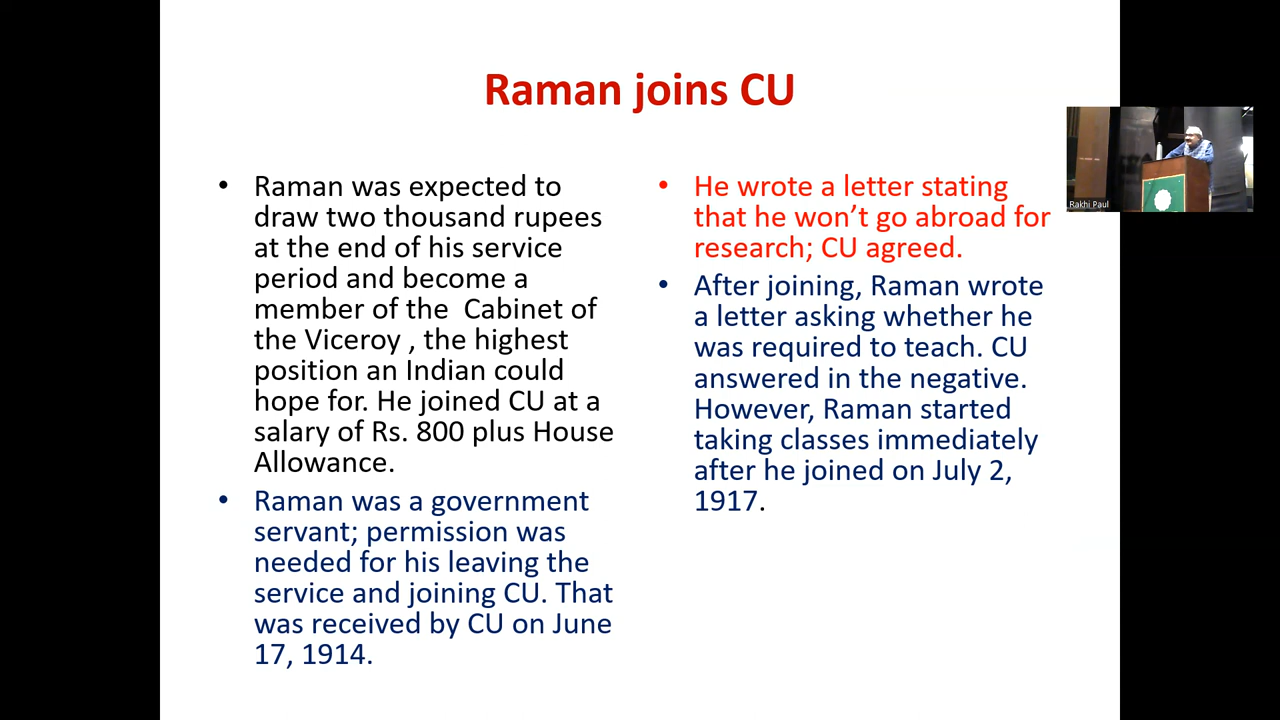 Raman joins CU
• Raman was expected to
draw two thousand rupees
at the end of his service
period and become a
member of the  Cabinet of
the Viceroy , the highest
position an Indian could
hope for. He joined CU at a
salary of Rs. 800 plus House
Allowance.
• Raman was a government
servant; permission was
needed for his leaving the
service and joining CU. That
was received by CU on June
17, 1914.
• He wrote a letter stating
that he won’t go abroad for
research; CU agreed.
• After joining, Raman wrote
a letter asking whether he
was required to teach. CU
answered in the negative.
However, Raman started
taking classes immediately
after he joined on July 2,
1917.
Rakhi Paul